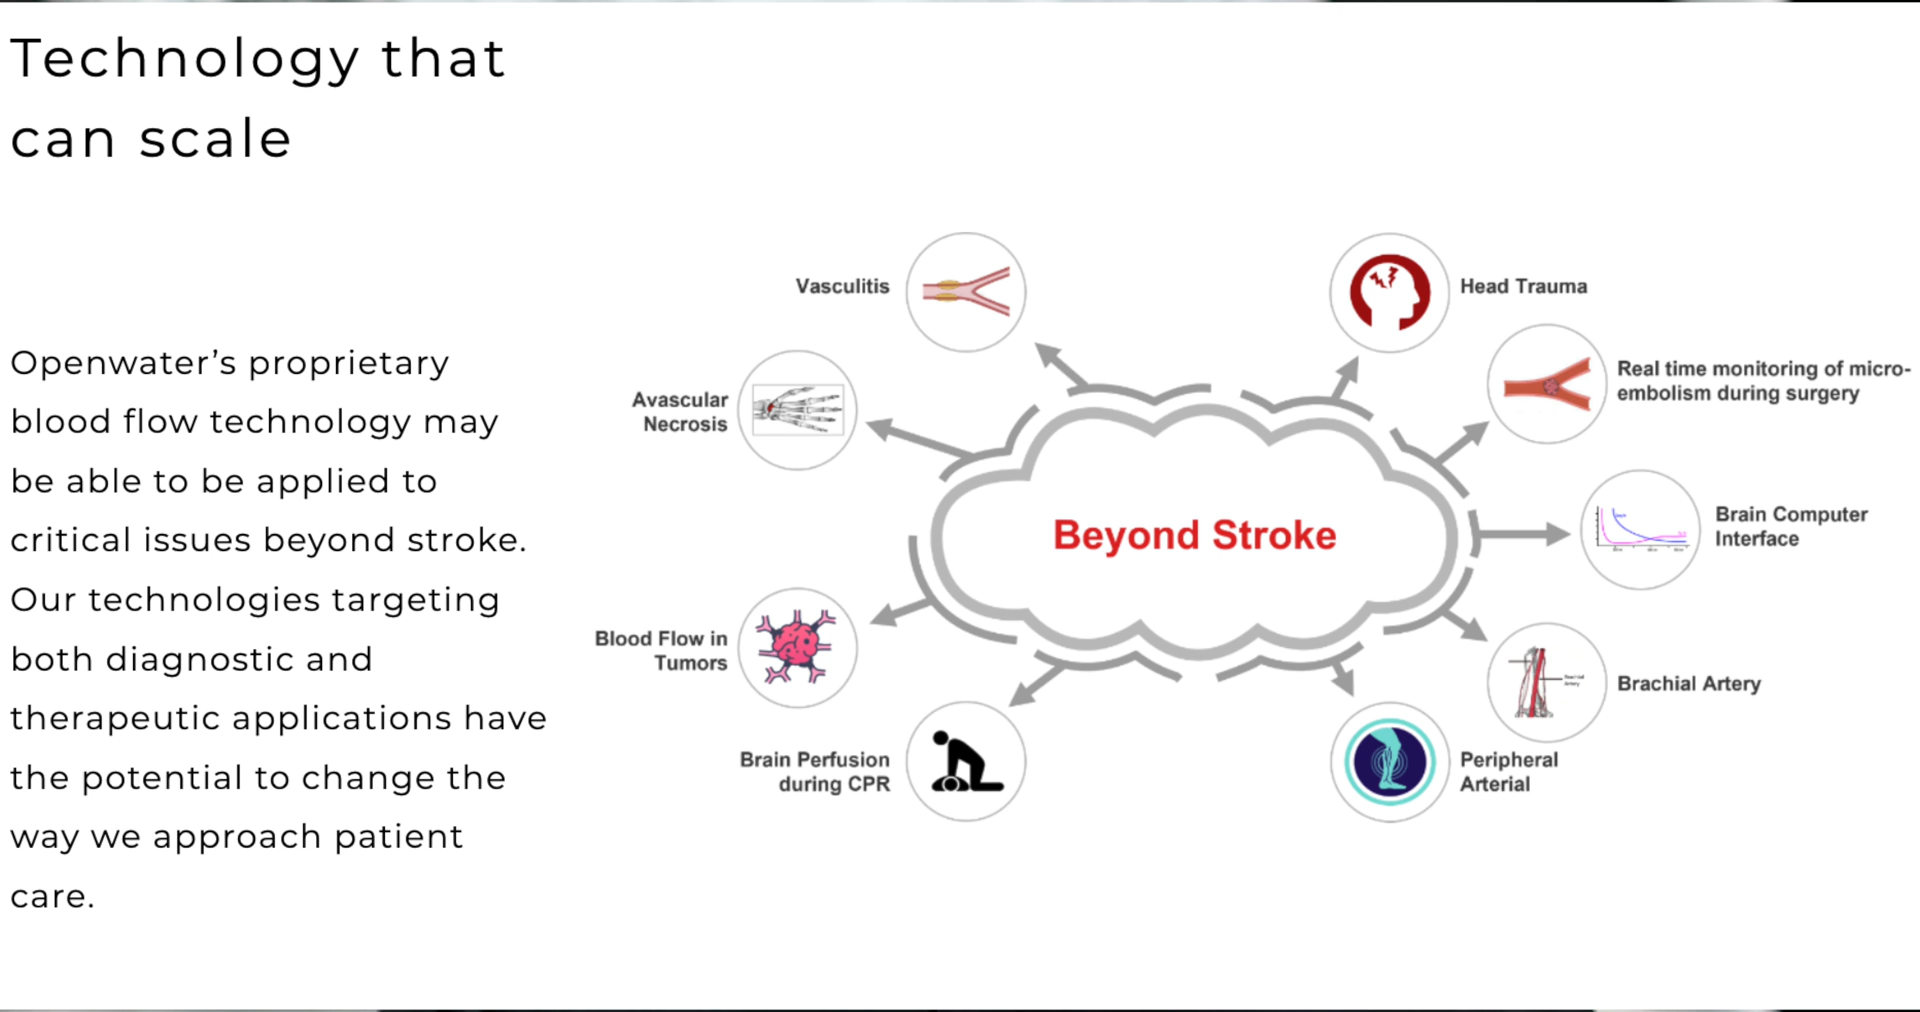 Technology that
can scale
Openwater’s proprietary
blood flow technology may
be able to be applied to
critical issues beyond stroke.
Our technologies targeting
both diagnostic and
therapeutic applications have
the potential to change the
way we approach patient
care.
Vasculitis
Head Trauma
Avascular
Necrosis
Real time monitoring of micro-
embolism during surgery
Beyond Stroke
Brain Computer
Interface
Blood Flow in
Tumors
Brachial Artery
Brain Perfusion
during CPR
Peripheral
Arterial